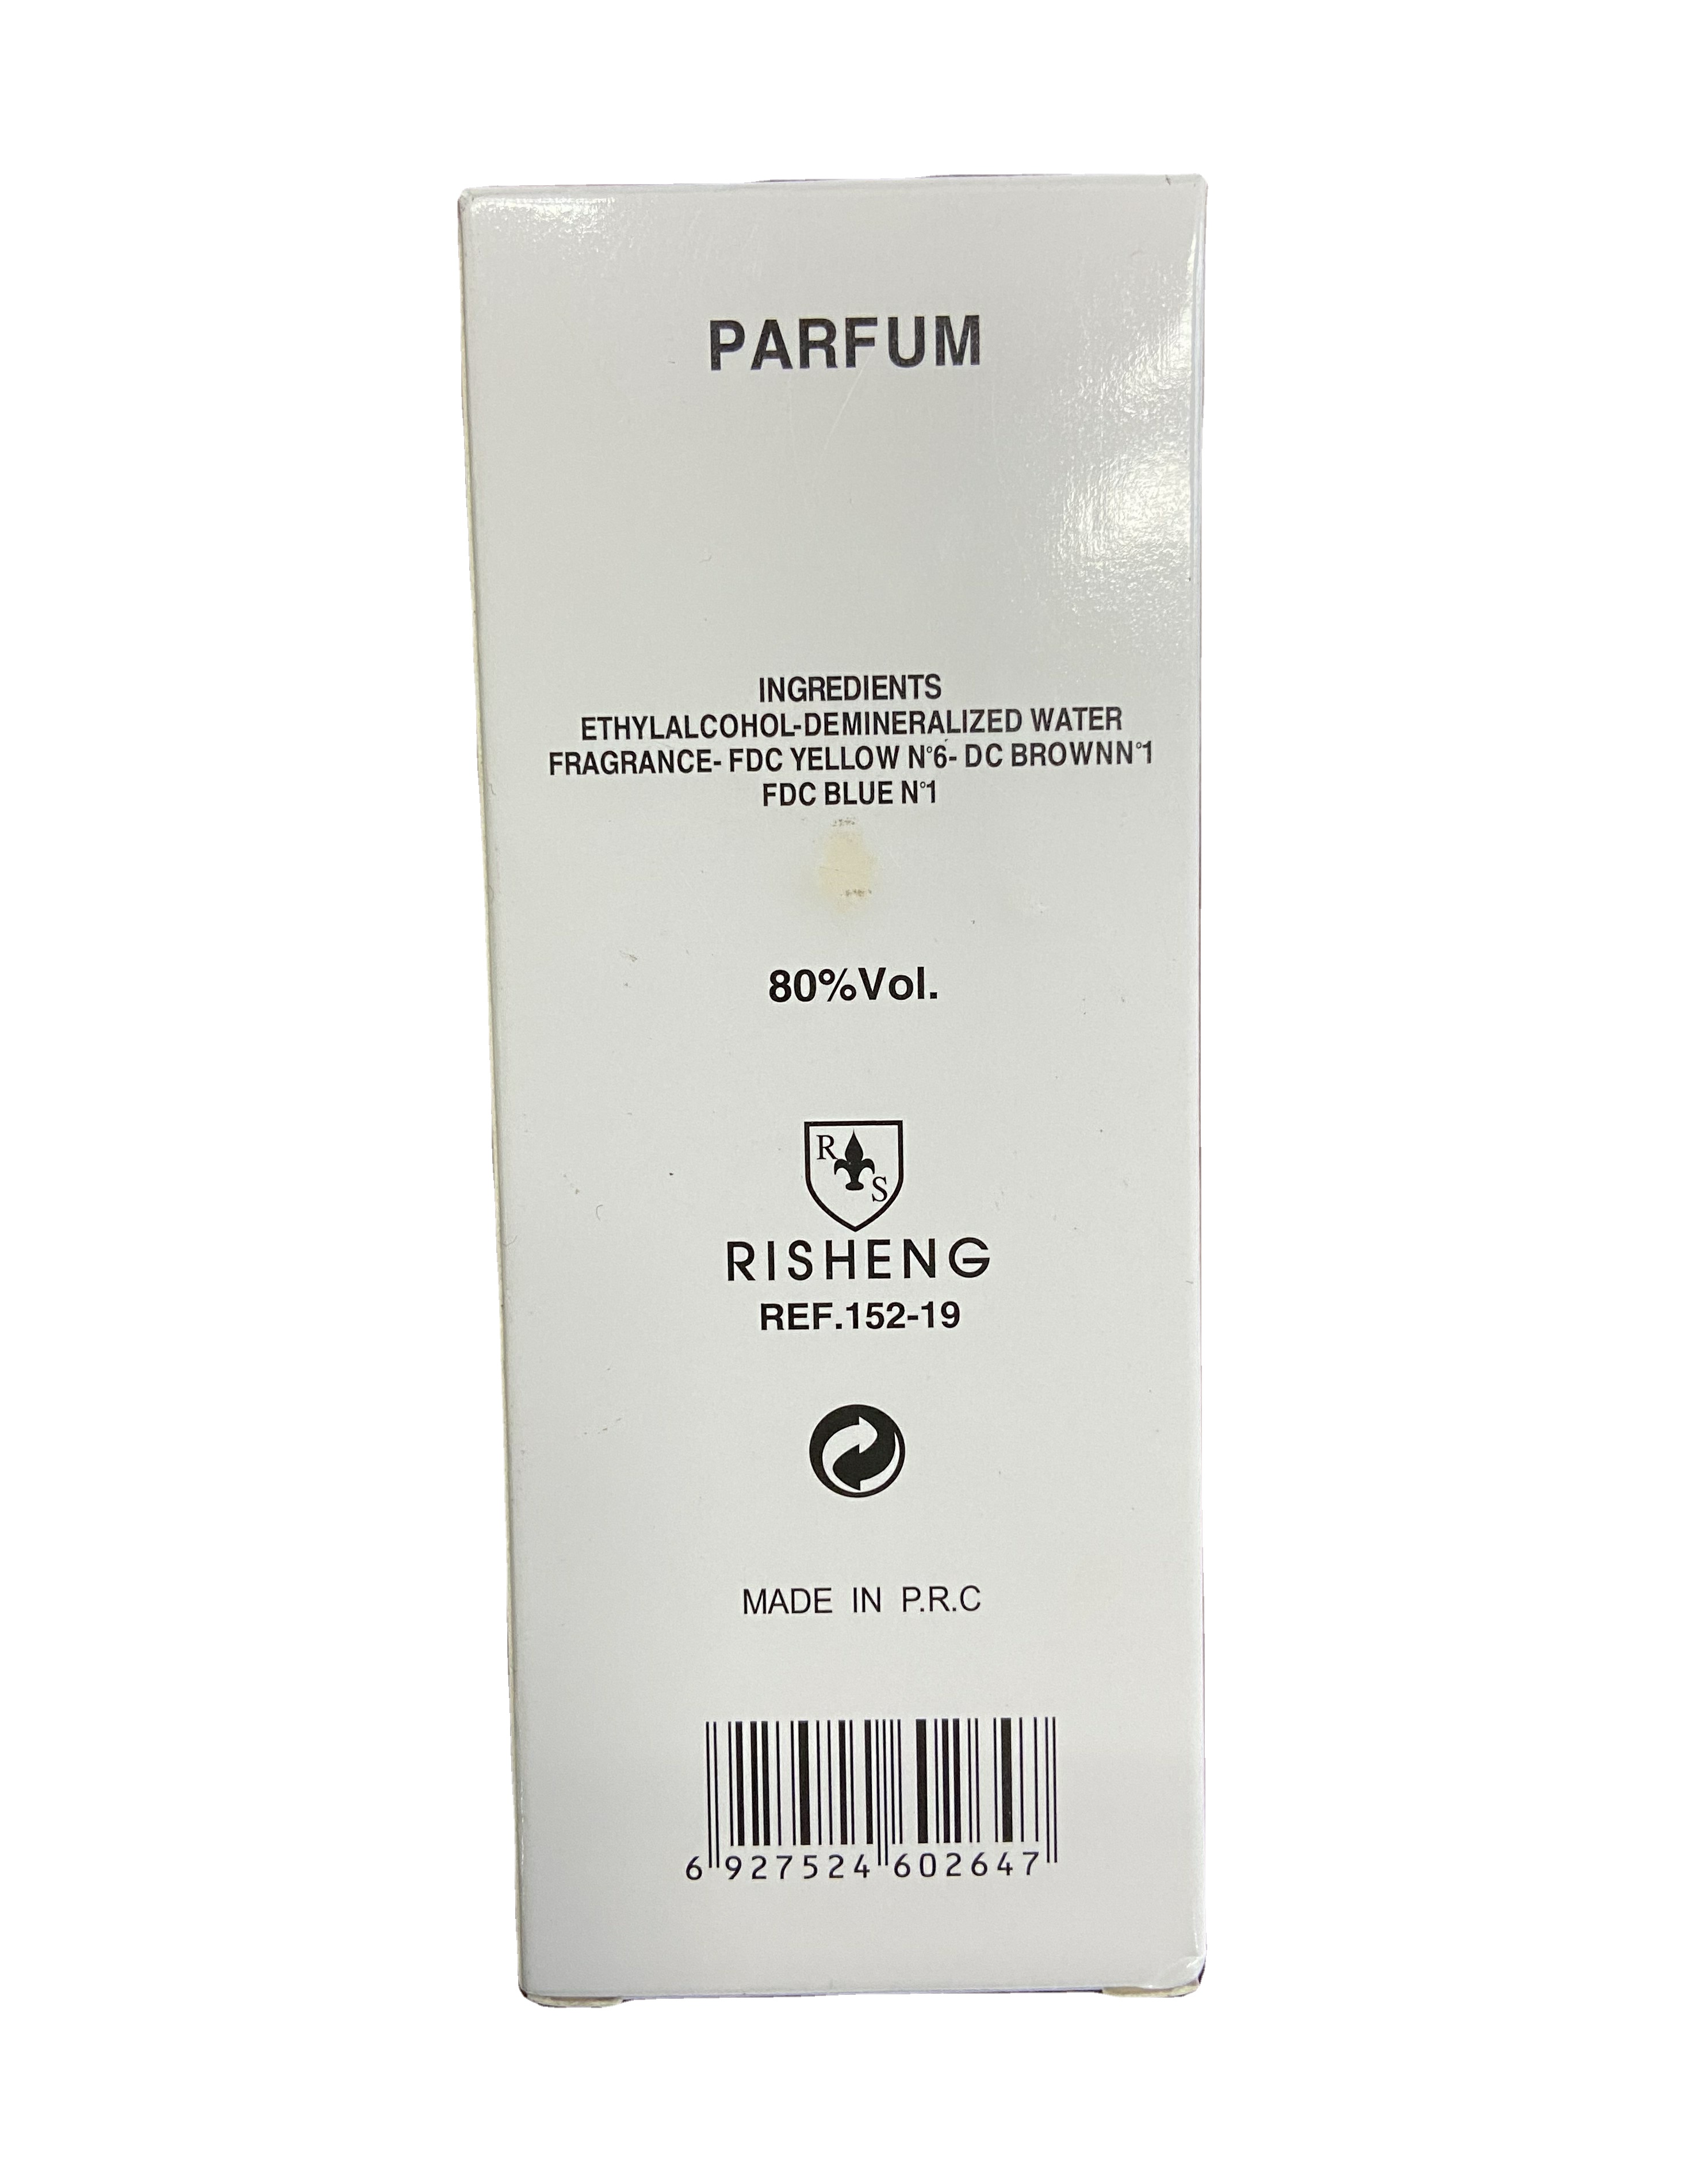 PARFUM
INGREDIENTS
ETHYLALCOHOL-DEMINERALIZED WATER
FRAGRANCE- FDC YELLOW N°6- DC BROWNN°1
FDC BLUE N°1
80%Vol.
R
S
RISHENG
REF.152-19
MADE IN P.R.C
6 927524 602647